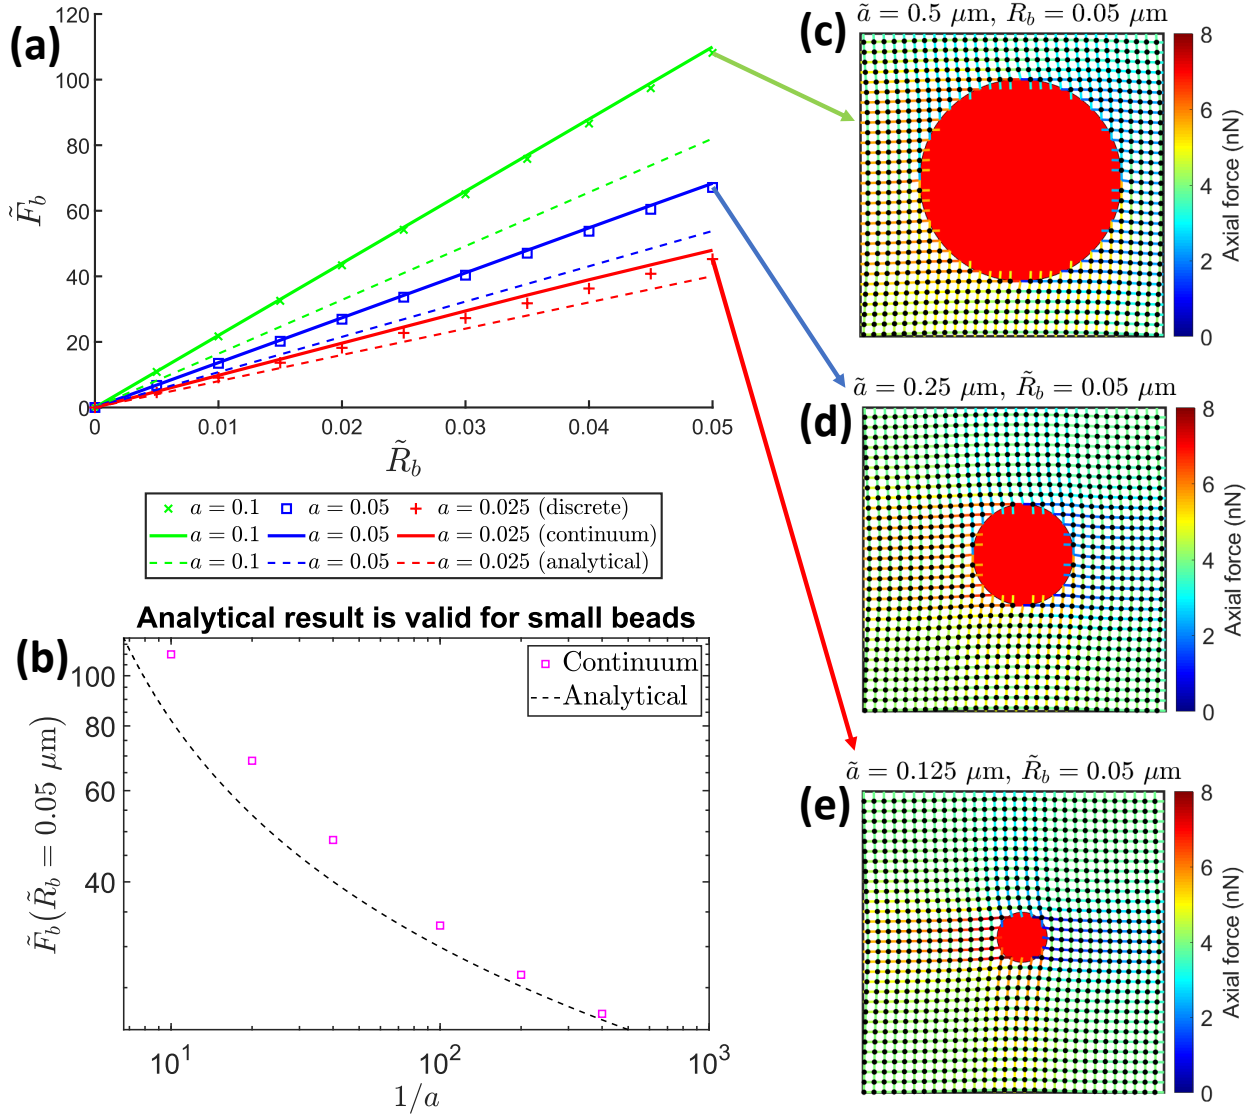 (a)
120
100
80
60
40
20
0
F̃_b
0 0.01 0.02 0.03 0.04 0.05
R̃_b
a = 0.1 a = 0.05 a = 0.025 (discrete)
a = 0.1 a = 0.05 a = 0.025 (continuum)
a = 0.1 a = 0.05 a = 0.025 (analytical)
Analytical result is valid for small beads
(b)
100
80
60
40
F̃_b(R̃_b = 0.05 μm)
Continuum
Analytical
10^1 10^2 10^3
1/a
(c)
ã = 0.5 μm, R_b = 0.05 μm
8
6
4
2
0
Axial force (nN)
(d)
ã = 0.25 μm, R̃_b = 0.05 μm
8
6
4
2
0
Axial force (nN)
(e)
ã = 0.125 μm, R̃_b = 0.05 μm
8
6
4
2
0
Axial force (nN)